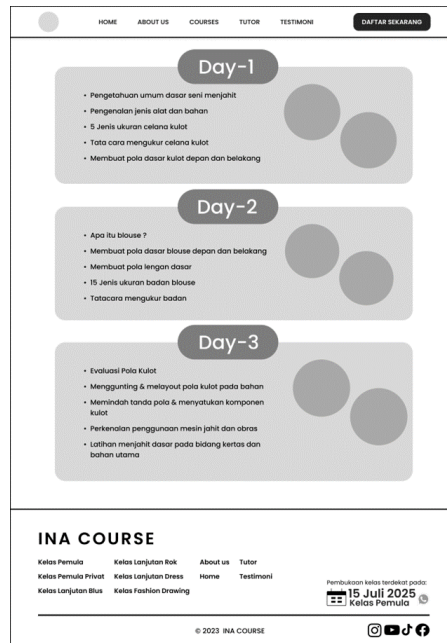 HOME ABOUT US COURSES TUTOR TESTIMONI DAFTAR SEKARANG
Day-1
• Pengetahuan umum dasar seni menjahit
• Pengenalan jenis alat dan bahan
• 5 Jenis ukuran celana kulot
• Tata cara mengukur celana kulot
• Membuat pola dasar kulot depan dan belakang
Day-2
• Apa itu blouse ?
• Membuat pola dasar blouse depan dan belakang
• Membuat pola lengan dasar
• 15 Jenis ukuran badan blouse
• Tatacara mengukur badan
Day-3
• Evaluasi Pola Kulot
• Menggunting & melayout pola kulot pada bahan
• Memindah tanda pola & menyatukan komponen
kulot
• Perkenalan penggunaan mesin jahit dan obras
• Latihan menjahit dasar pada bidang kertas dan
bahan utama
INA COURSE
Kelas Pemula Kelas Lanjutan Rok About us Tutor
Kelas Pemula Privat Kelas Lanjutan Dress Home Testimoni
Kelas Lanjutan Blus Kelas Fashion Drawing
Pembukaan kelas terdekat pada:
15 Juli 2025
Kelas Pemula
© 2023 INA COURSE